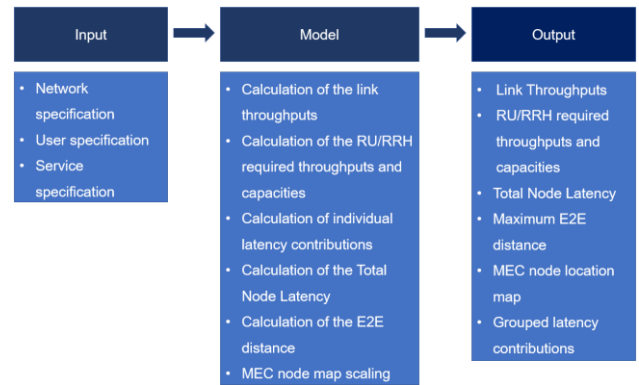 Input
Model
Output
• Network
specification
• User specification
• Service
specification
• Calculation of the link
throughputs
• Calculation of the RU/RRH
required throughputs and
capacities
• Calculation of individual
latency contributions
• Calculation of the Total
Node Latency
• Calculation of the E2E
distance
• MEC node map scaling
• Link Throughputs
• RU/RRH required
throughputs and
capacities
• Total Node Latency
• Maximum E2E
distance
• MEC node location
map
• Grouped latency
contributions